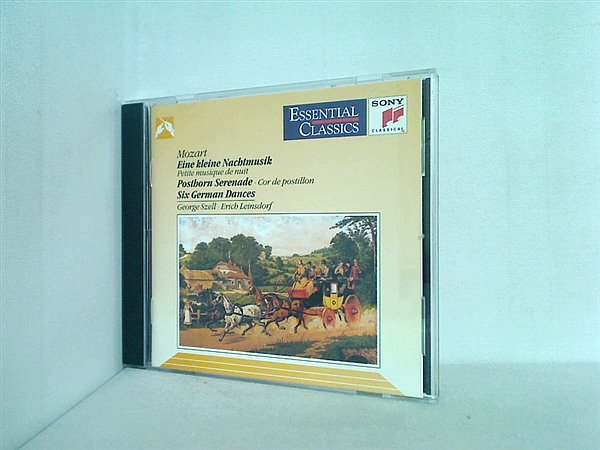 ESSENTIAL
CLASSICS
SONY
CLASSICAL
Mozart
Eine kleine Nachtmusik
Petite musique de nuit
Posthorn Serenade · Cor de postillon
Six German Dances
George Szell · Erich Leinsdorf